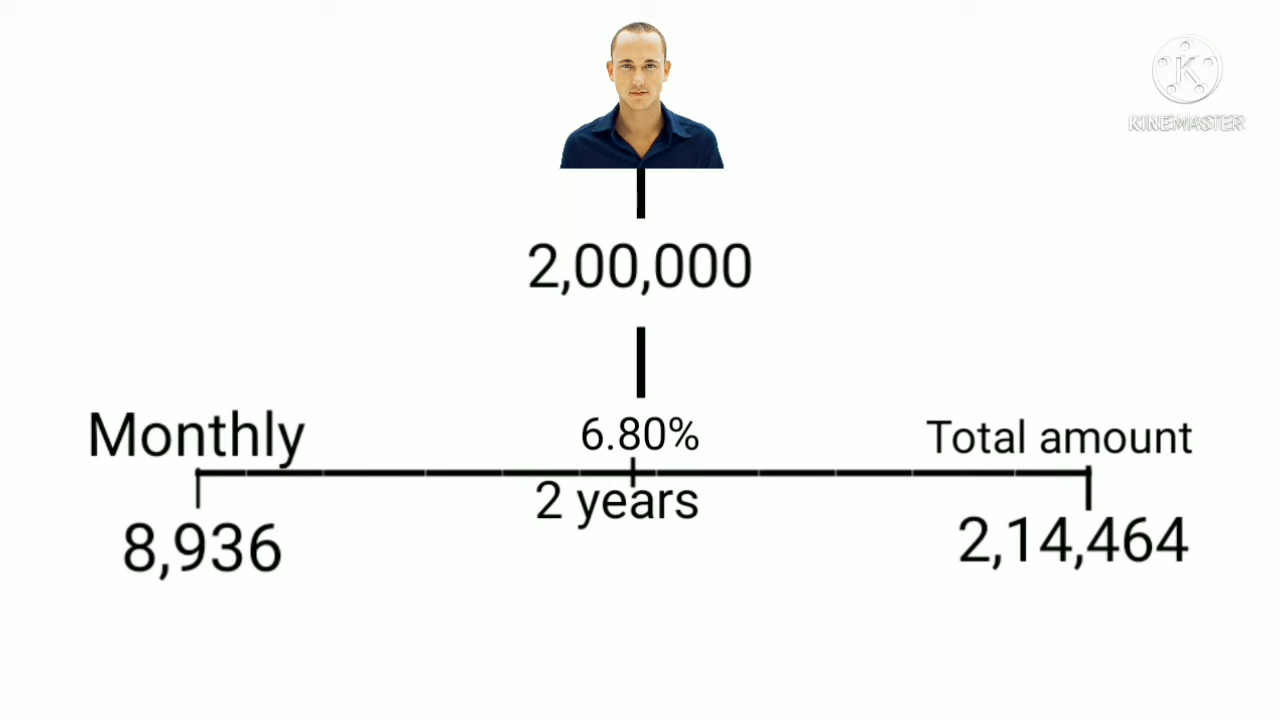 K
KINEMASTER
2,00,000
6.80%
Monthly
Total amount
2 years
8,936
2,14,464